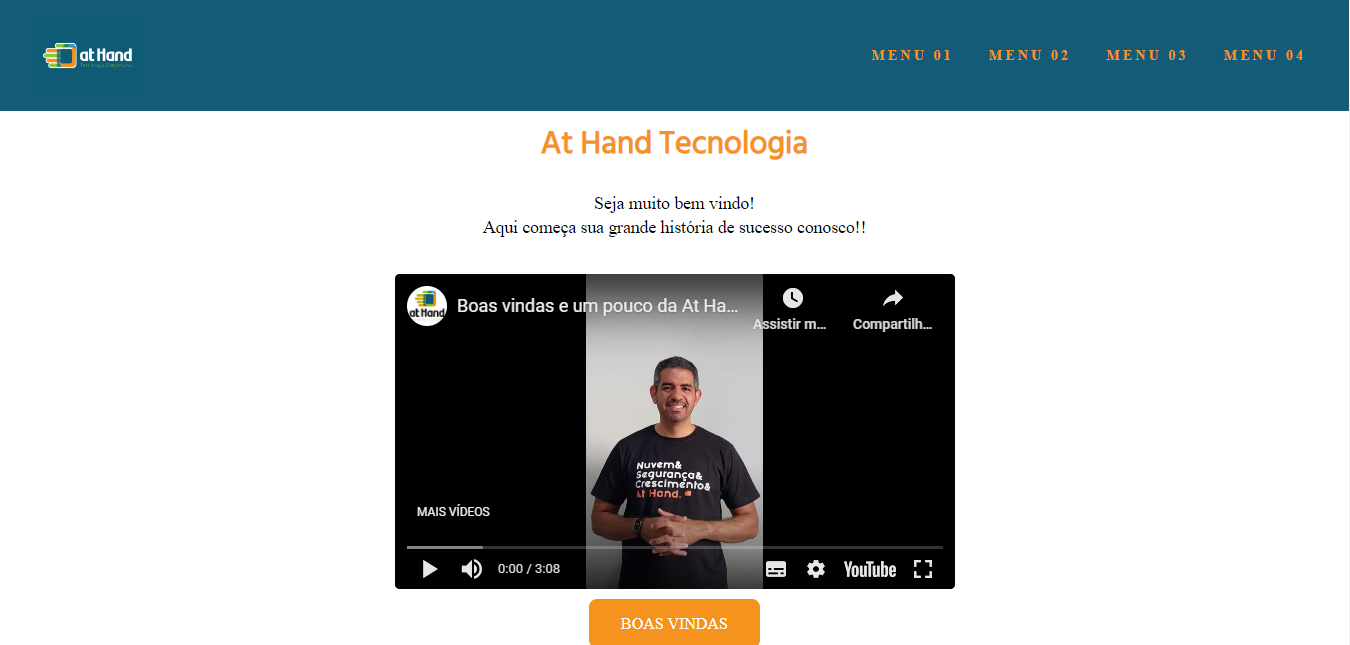 at Hand
Tecnologia Corporativa
MENU 01
MENU 02
MENU 03
MENU 04
At Hand Tecnologia
Seja muito bem vindo!
Aqui começa sua grande história de sucesso conosco!!
at Hand
Boas vindas e um pouco da At Ha...
Assistir m...
Compartilh...
Nuvem&
Segurança&
Crescimento&
At Hand.
MAIS VÍDEOS
0:00 / 3:08
YouTube
BOAS VINDAS